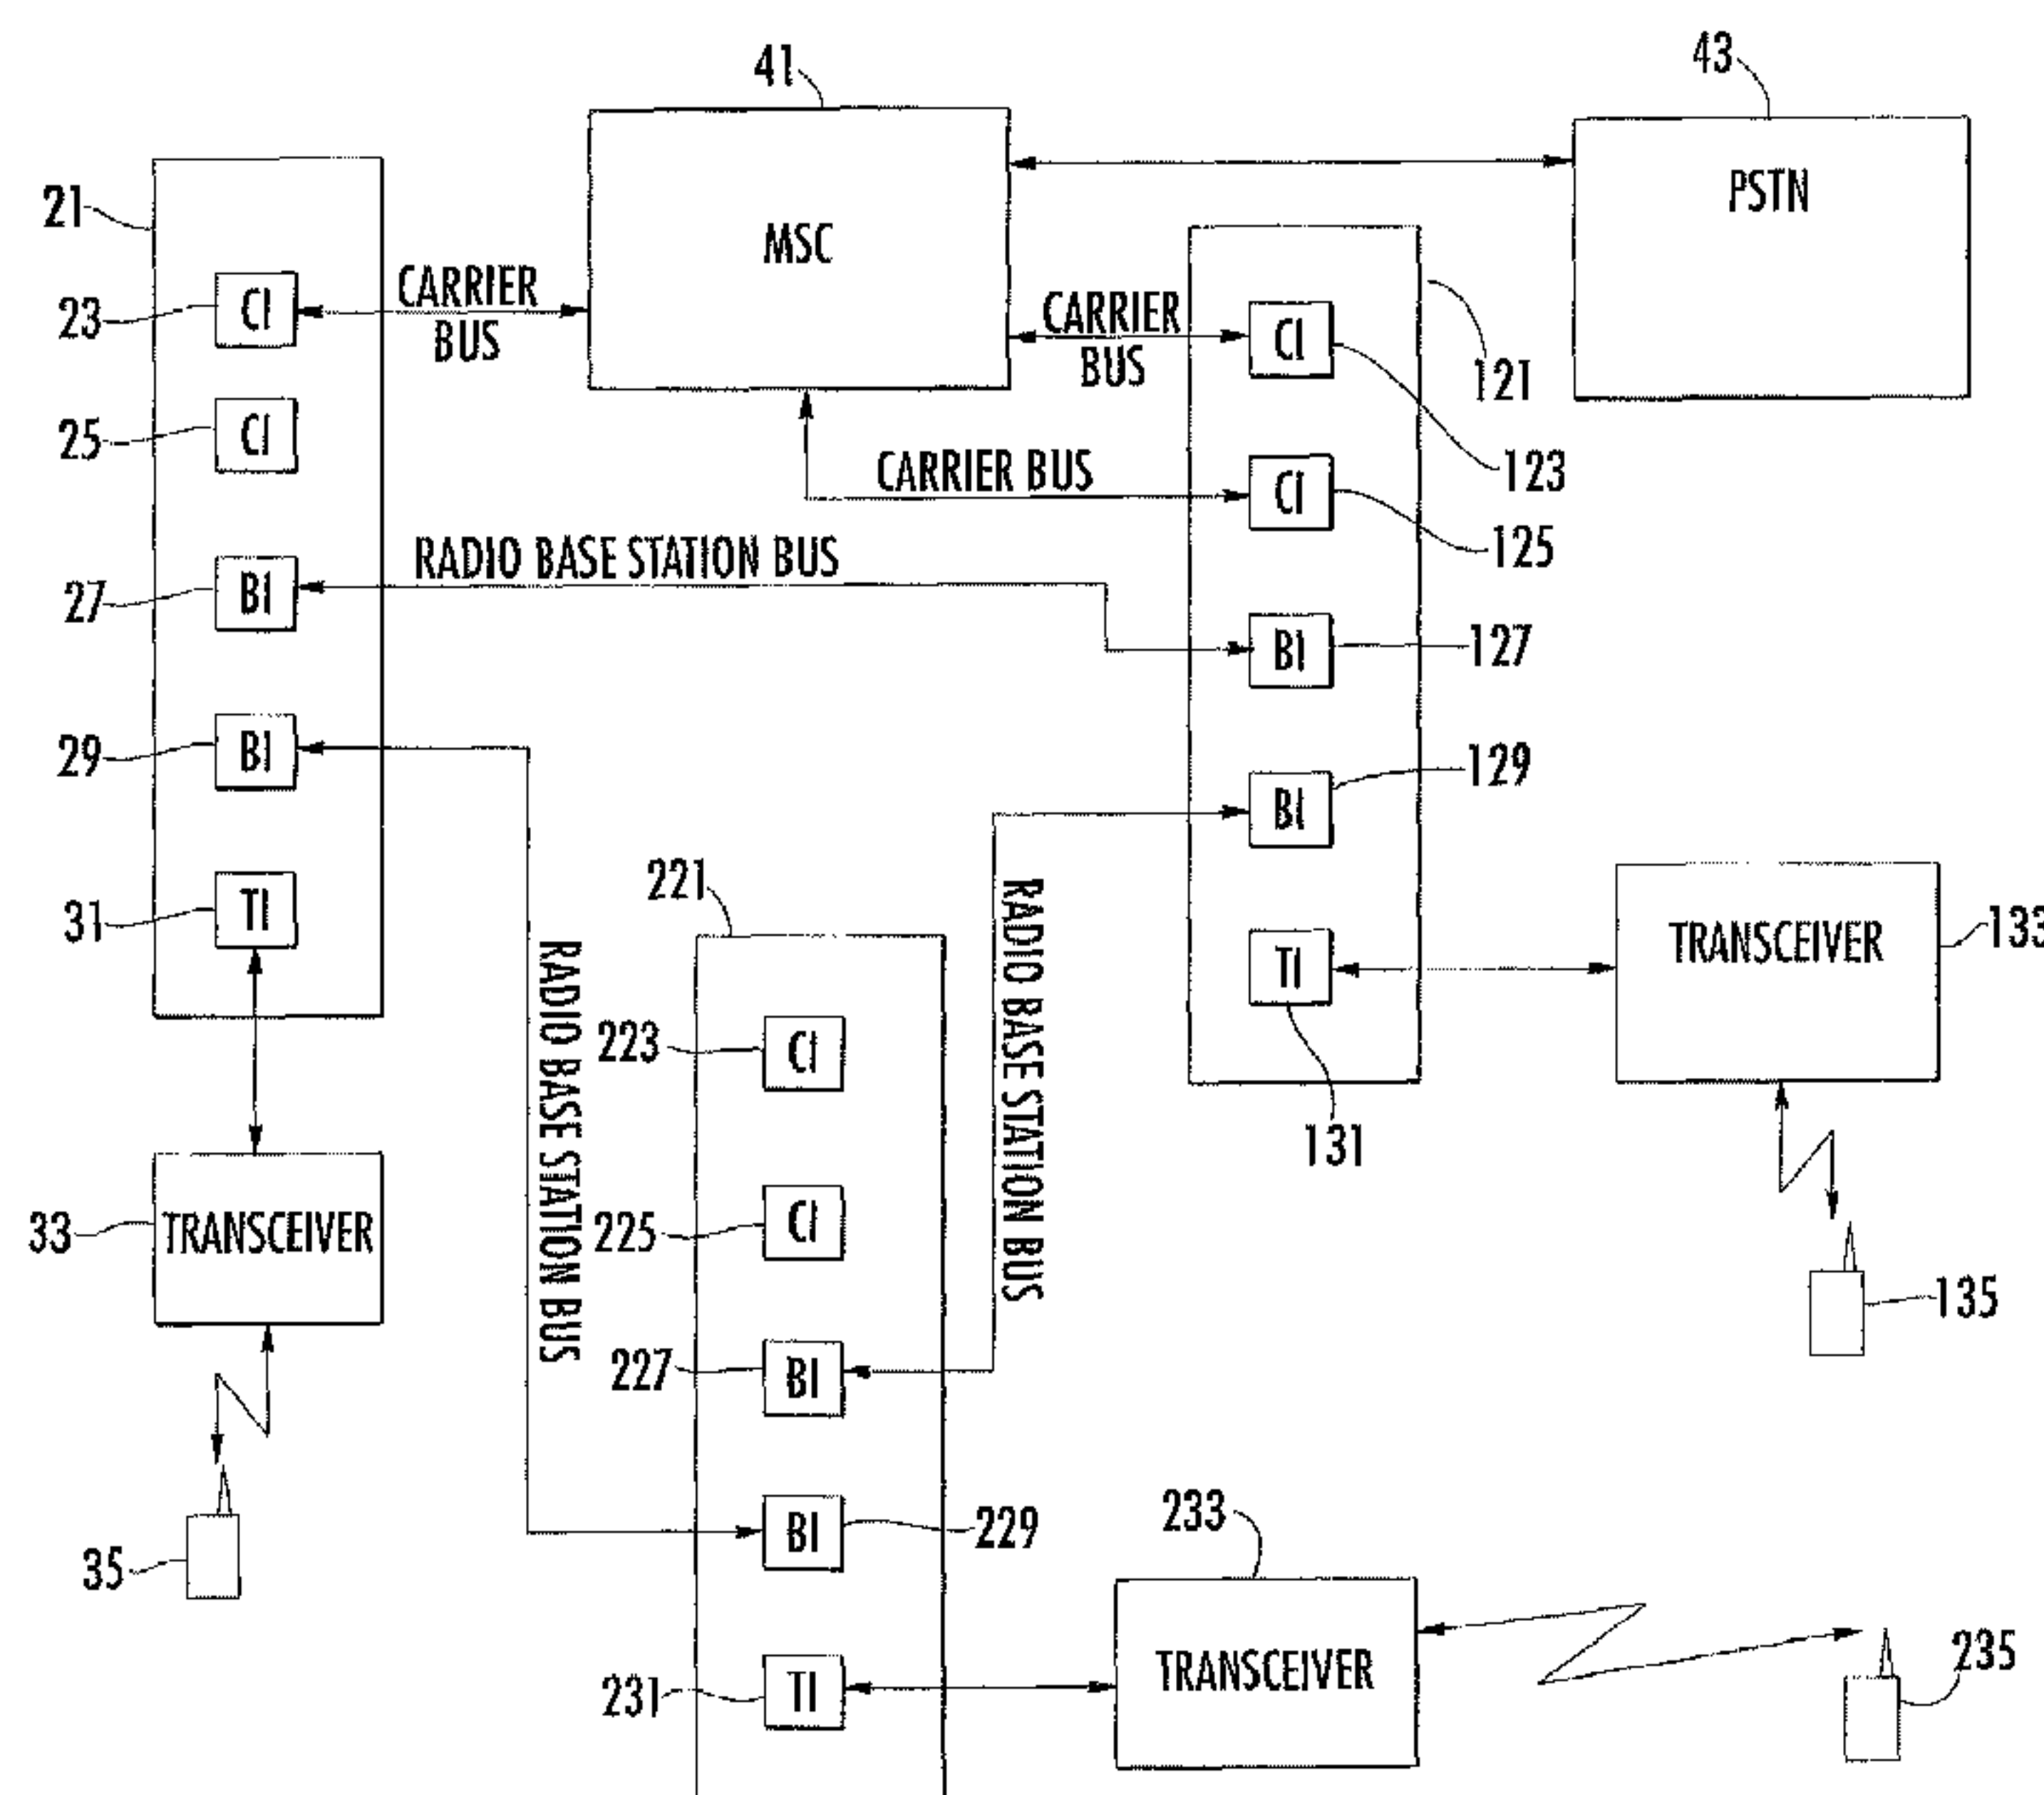 41
43
21
MSC
PSTN
23
CI
CARRIER
BUS
CARRIER
BUS
CI
121
25
CI
CARRIER BUS
CI
123
125
27
BI
RADIO BASE STATION BUS
BI
127
29
BI
BI
129
31
TI
221
RADIO BASE STATION BUS
RADIO BASE STATION BUS
TI
131
TRANSCEIVER
133
223
CI
33
TRANSCEIVER
225
CI
135
227
BI
35
BI
229
233
231
TI
TRANSCEIVER
235